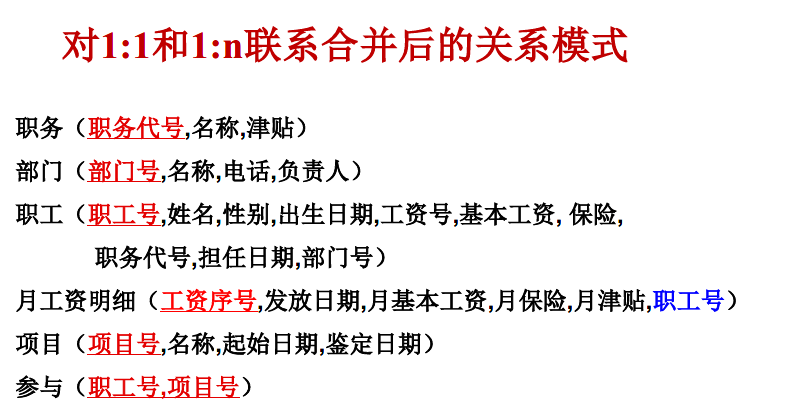 对1:1和1:n联系合并后的关系模式
职务（职务代号,名称,津贴）
部门（部门号,名称,电话,负责人）
职工（职工号,姓名,性别,出生日期,工资号,基本工资, 保险,
职务代号,担任日期,部门号）
月工资明细（工资序号,发放日期,月基本工资,月保险,月津贴,职工号）
项目（项目号,名称,起始日期,鉴定日期）
参与（职工号,项目号）